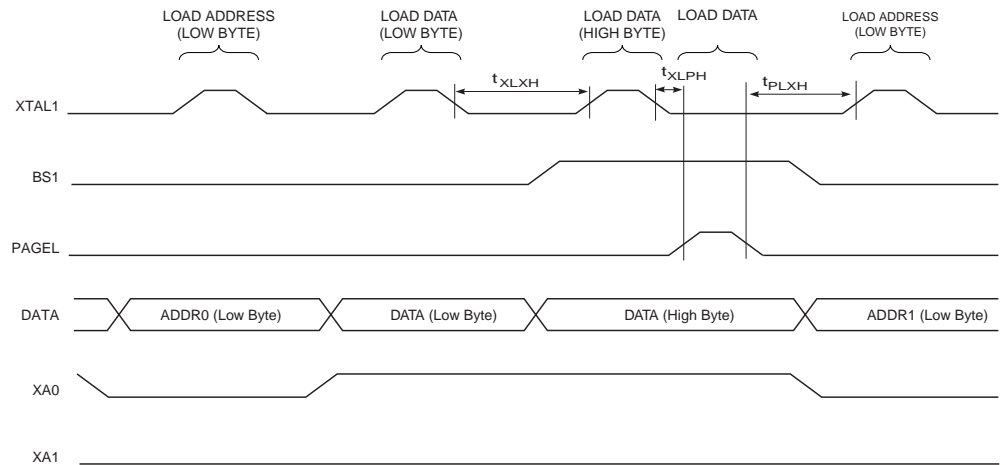 LOAD ADDRESS
(LOW BYTE)
LOAD DATA
(LOW BYTE)
LOAD DATA
(HIGH BYTE)
LOAD DATA
LOAD ADDRESS
(LOW BYTE)
tXLXH
tXLPH
tPLXH
XTAL1
BS1
PAGEL
DATA
ADDR0 (Low Byte)
DATA (Low Byte)
DATA (High Byte)
ADDR1 (Low Byte)
XA0
XA1